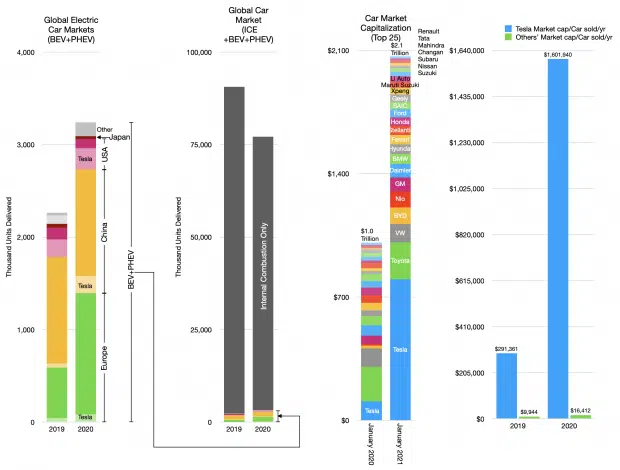 Global Electric
Car Markets
(BEV+PHEV)
4,000
3,000
2,000
1,000
0
Thousand Units Delivered
Other
Japan
Tesla
USA
China
Tesla
Europe
Tesla
BEV+PHEV
2019
2020
Global Car
Market
(ICE
+BEV+PHEV)
100,000
75,000
50,000
25,000
0
Thousand Units Delivered
Internal Combustion Only
2019
2020
Car Market
Capitalization
(Top 25)
$2,100
$1,400
$700
$0
$1.0
Trillion
Tesla
January 2020
$2.1
Trillion
Renault
Tata
Mahindra
Changan
Subaru
Nissan
Suzuki
Li Auto
Maruti Suzuki
Xpeng
Geely
SAIC
Ford
Honda
Stellantis
Ferrari
Hyundai
BMW
Daimler
GM
Nio
BYD
VW
Toyota
Tesla
January 2021
Tesla Market cap/Car sold/yr
Others' Market cap/Car sold/yr
$1,640,000
$1,435,000
$1,230,000
$1,025,000
$820,000
$615,000
$410,000
$205,000
$0
$291,361
$9,944
$1,601,940
$16,412
2019
2020